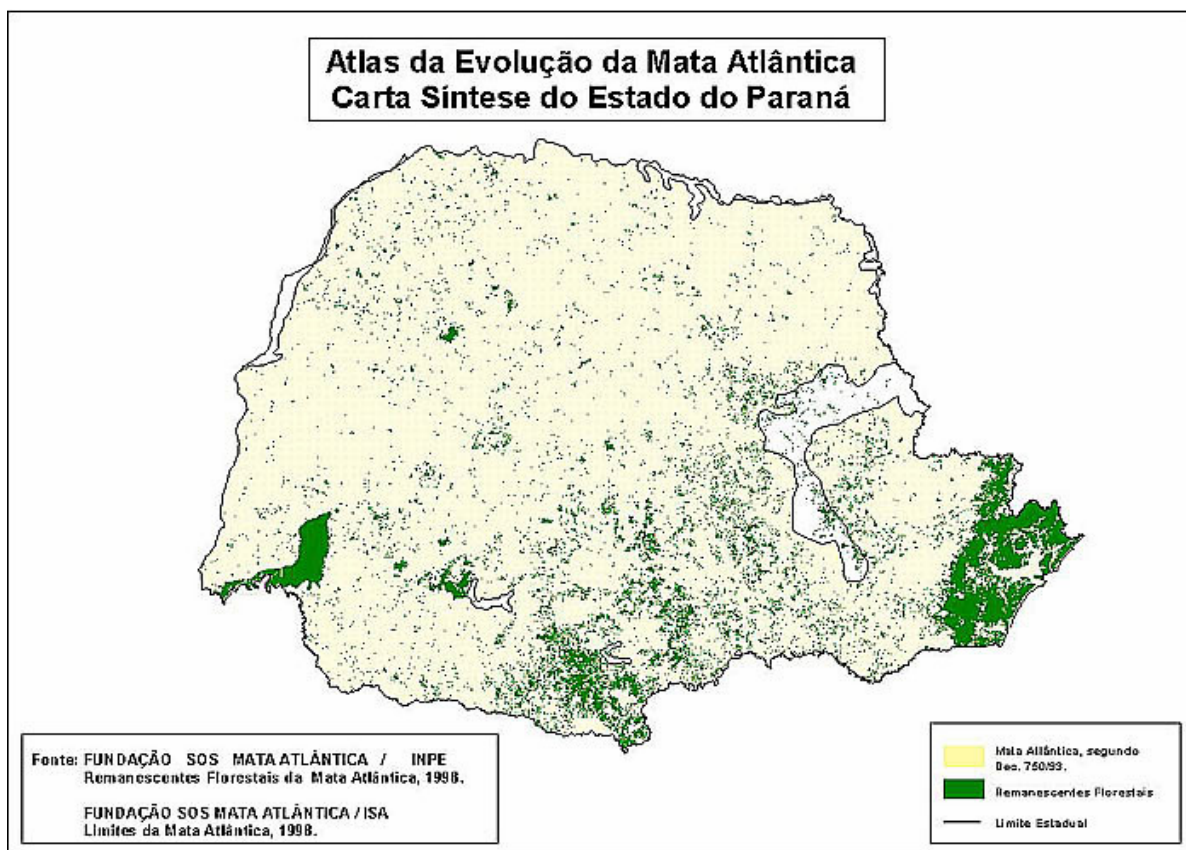 Atlas da Evolução da Mata Atlântica
Carta Síntese do Estado do Paraná
Fonte: FUNDAÇÃO SOS MATA ATLÂNTICA / INPE
Remanescentes Florestais da Mata Atlântica, 1998.
FUNDAÇÃO SOS MATA ATLÂNTICA / ISA
Limites da Mata Atlântica, 1998.
Mata Atlântica, segundo
Dec. 750/93.
Remanescentes Florestais
Limite Estadual